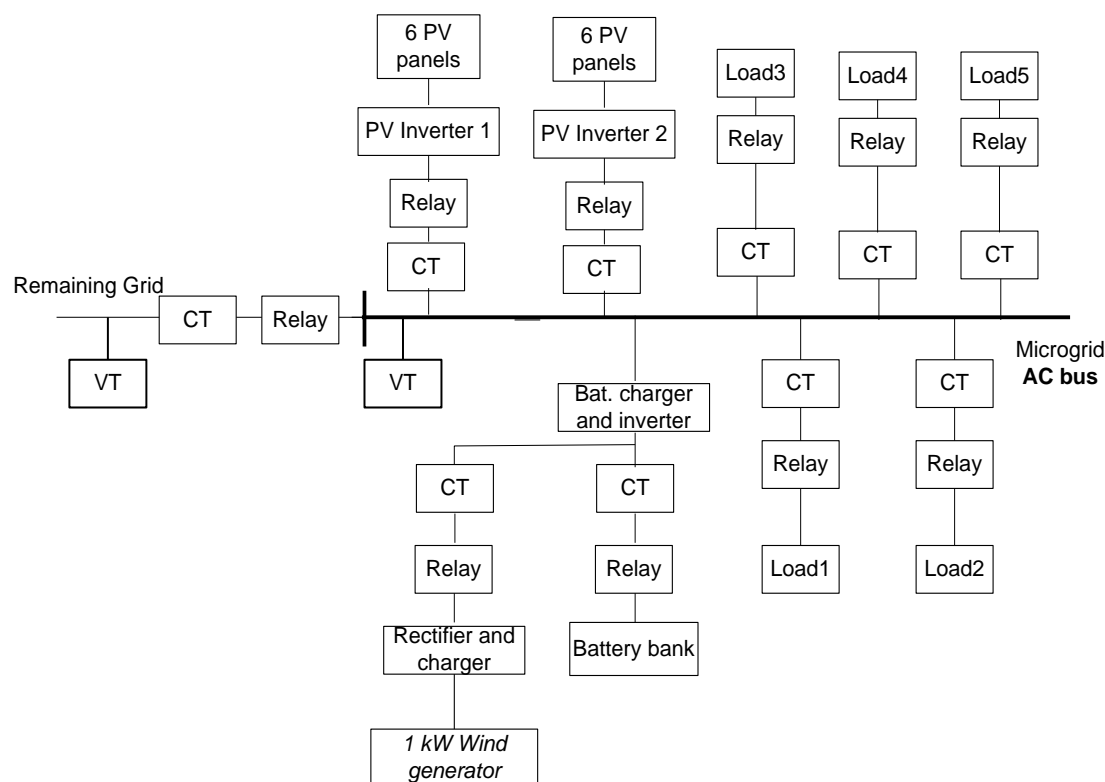 6 PV
panels
6 PV
panels
Load3
Load4
Load5
PV Inverter 1
PV Inverter 2
Relay
Relay
Relay
Relay
Relay
CT
CT
CT
CT
CT
Remaining Grid
CT
Relay
VT
VT
Microgrid
AC bus
Bat. charger
and inverter
CT
CT
CT
CT
Relay
Relay
Relay
Relay
Load1
Load2
Rectifier and
charger
Battery bank
1 kW Wind
generator